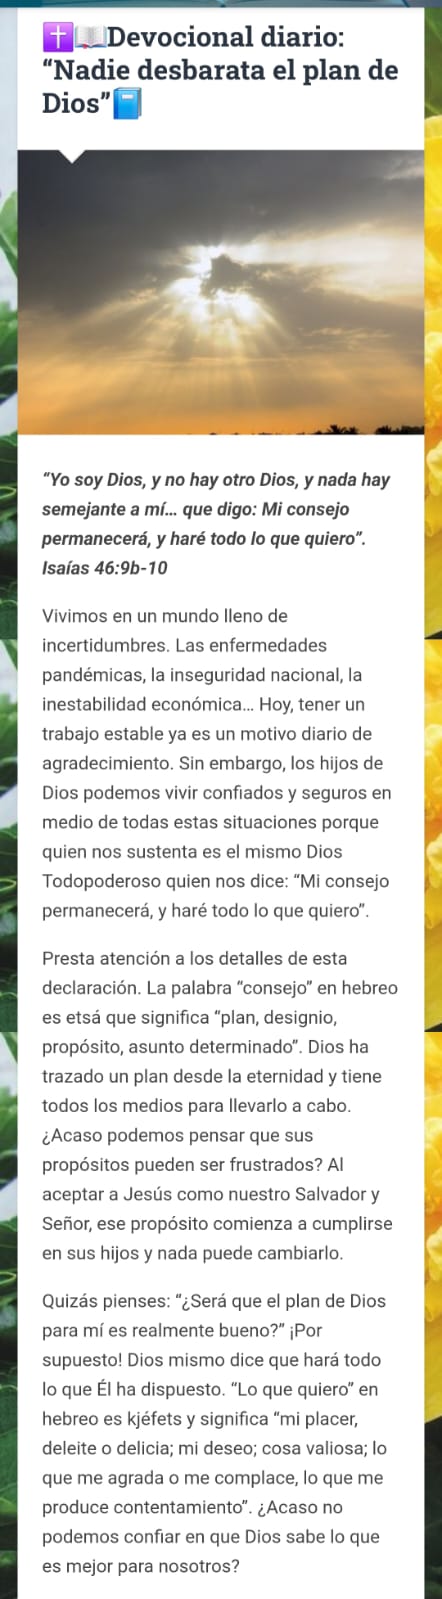 ✝️📖Devocional diario:
“Nadie desbarata el plan de
Dios”📘
“Yo soy Dios, y no hay otro Dios, y nada hay
semejante a mí… que digo: Mi consejo
permanecerá, y haré todo lo que quiero”.
Isaías 46:9b-10
Vivimos en un mundo lleno de
incertidumbres. Las enfermedades
pandémicas, la inseguridad nacional, la
inestabilidad económica… Hoy, tener un
trabajo estable ya es un motivo diario de
agradecimiento. Sin embargo, los hijos de
Dios podemos vivir confiados y seguros en
medio de todas estas situaciones porque
quien nos sustenta es el mismo Dios
Todopoderoso quien nos dice: “Mi consejo
permanecerá, y haré todo lo que quiero”.
Presta atención a los detalles de esta
declaración. La palabra “consejo” en hebreo
es etsá que significa “plan, designio,
propósito, asunto determinado”. Dios ha
trazado un plan desde la eternidad y tiene
todos los medios para llevarlo a cabo.
¿Acaso podemos pensar que sus
propósitos pueden ser frustrados? Al
aceptar a Jesús como nuestro Salvador y
Señor, ese propósito comienza a cumplirse
en sus hijos y nada puede cambiarlo.
Quizás pienses: “¿Será que el plan de Dios
para mí es realmente bueno?” ¡Por
supuesto! Dios mismo dice que hará todo
lo que Él ha dispuesto. “Lo que quiero” en
hebreo es kjéfets y significa “mi placer,
deleite o delicia; mi deseo; cosa valiosa; lo
que me agrada o me complace, lo que me
produce contentamiento”. ¿Acaso no
podemos confiar en que Dios sabe lo que
es mejor para nosotros?